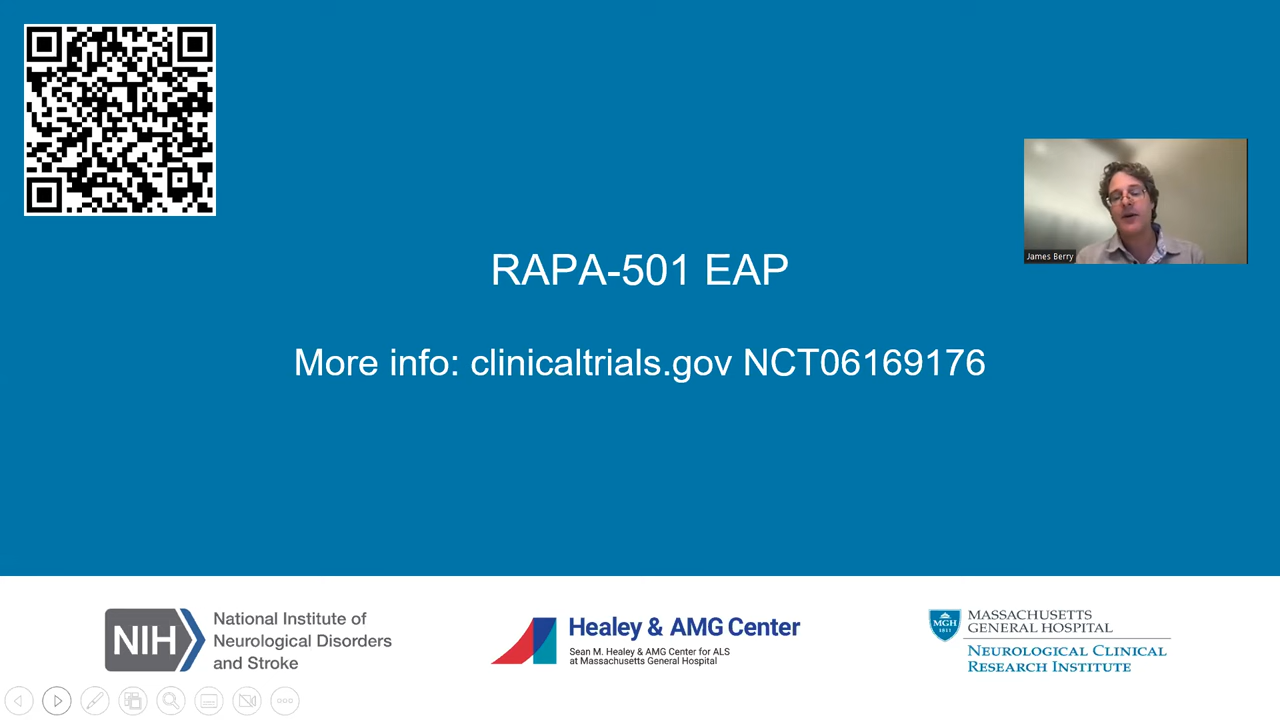 RAPA-501 EAP
More info: clinicaltrials.gov NCT06169176
James Berry
NIH
National Institute of
Neurological Disorders
and Stroke
Healey & AMG Center
Sean M. Healey & AMG Center for ALS
at Massachusetts General Hospital
MGH
1811
MASSACHUSETTS
GENERAL HOSPITAL
NEUROLOGICAL CLINICAL
RESEARCH INSTITUTE